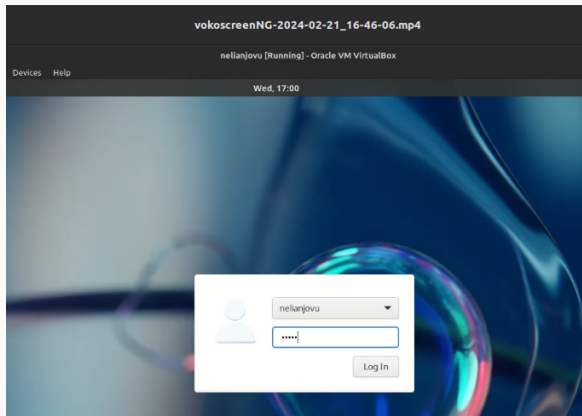 vokoscreenNG-2024-02-21_16-46-06.mp4
nelianjovu [Running] - Oracle VM VirtualBox
Devices Help
Wed, 17:00
nelianjovu
•••••
Log In